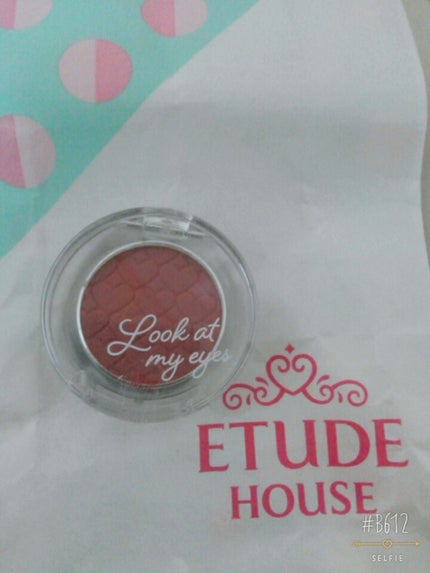 Look at
my eyes
ETUDE
HOUSE
#B612
SELFIE